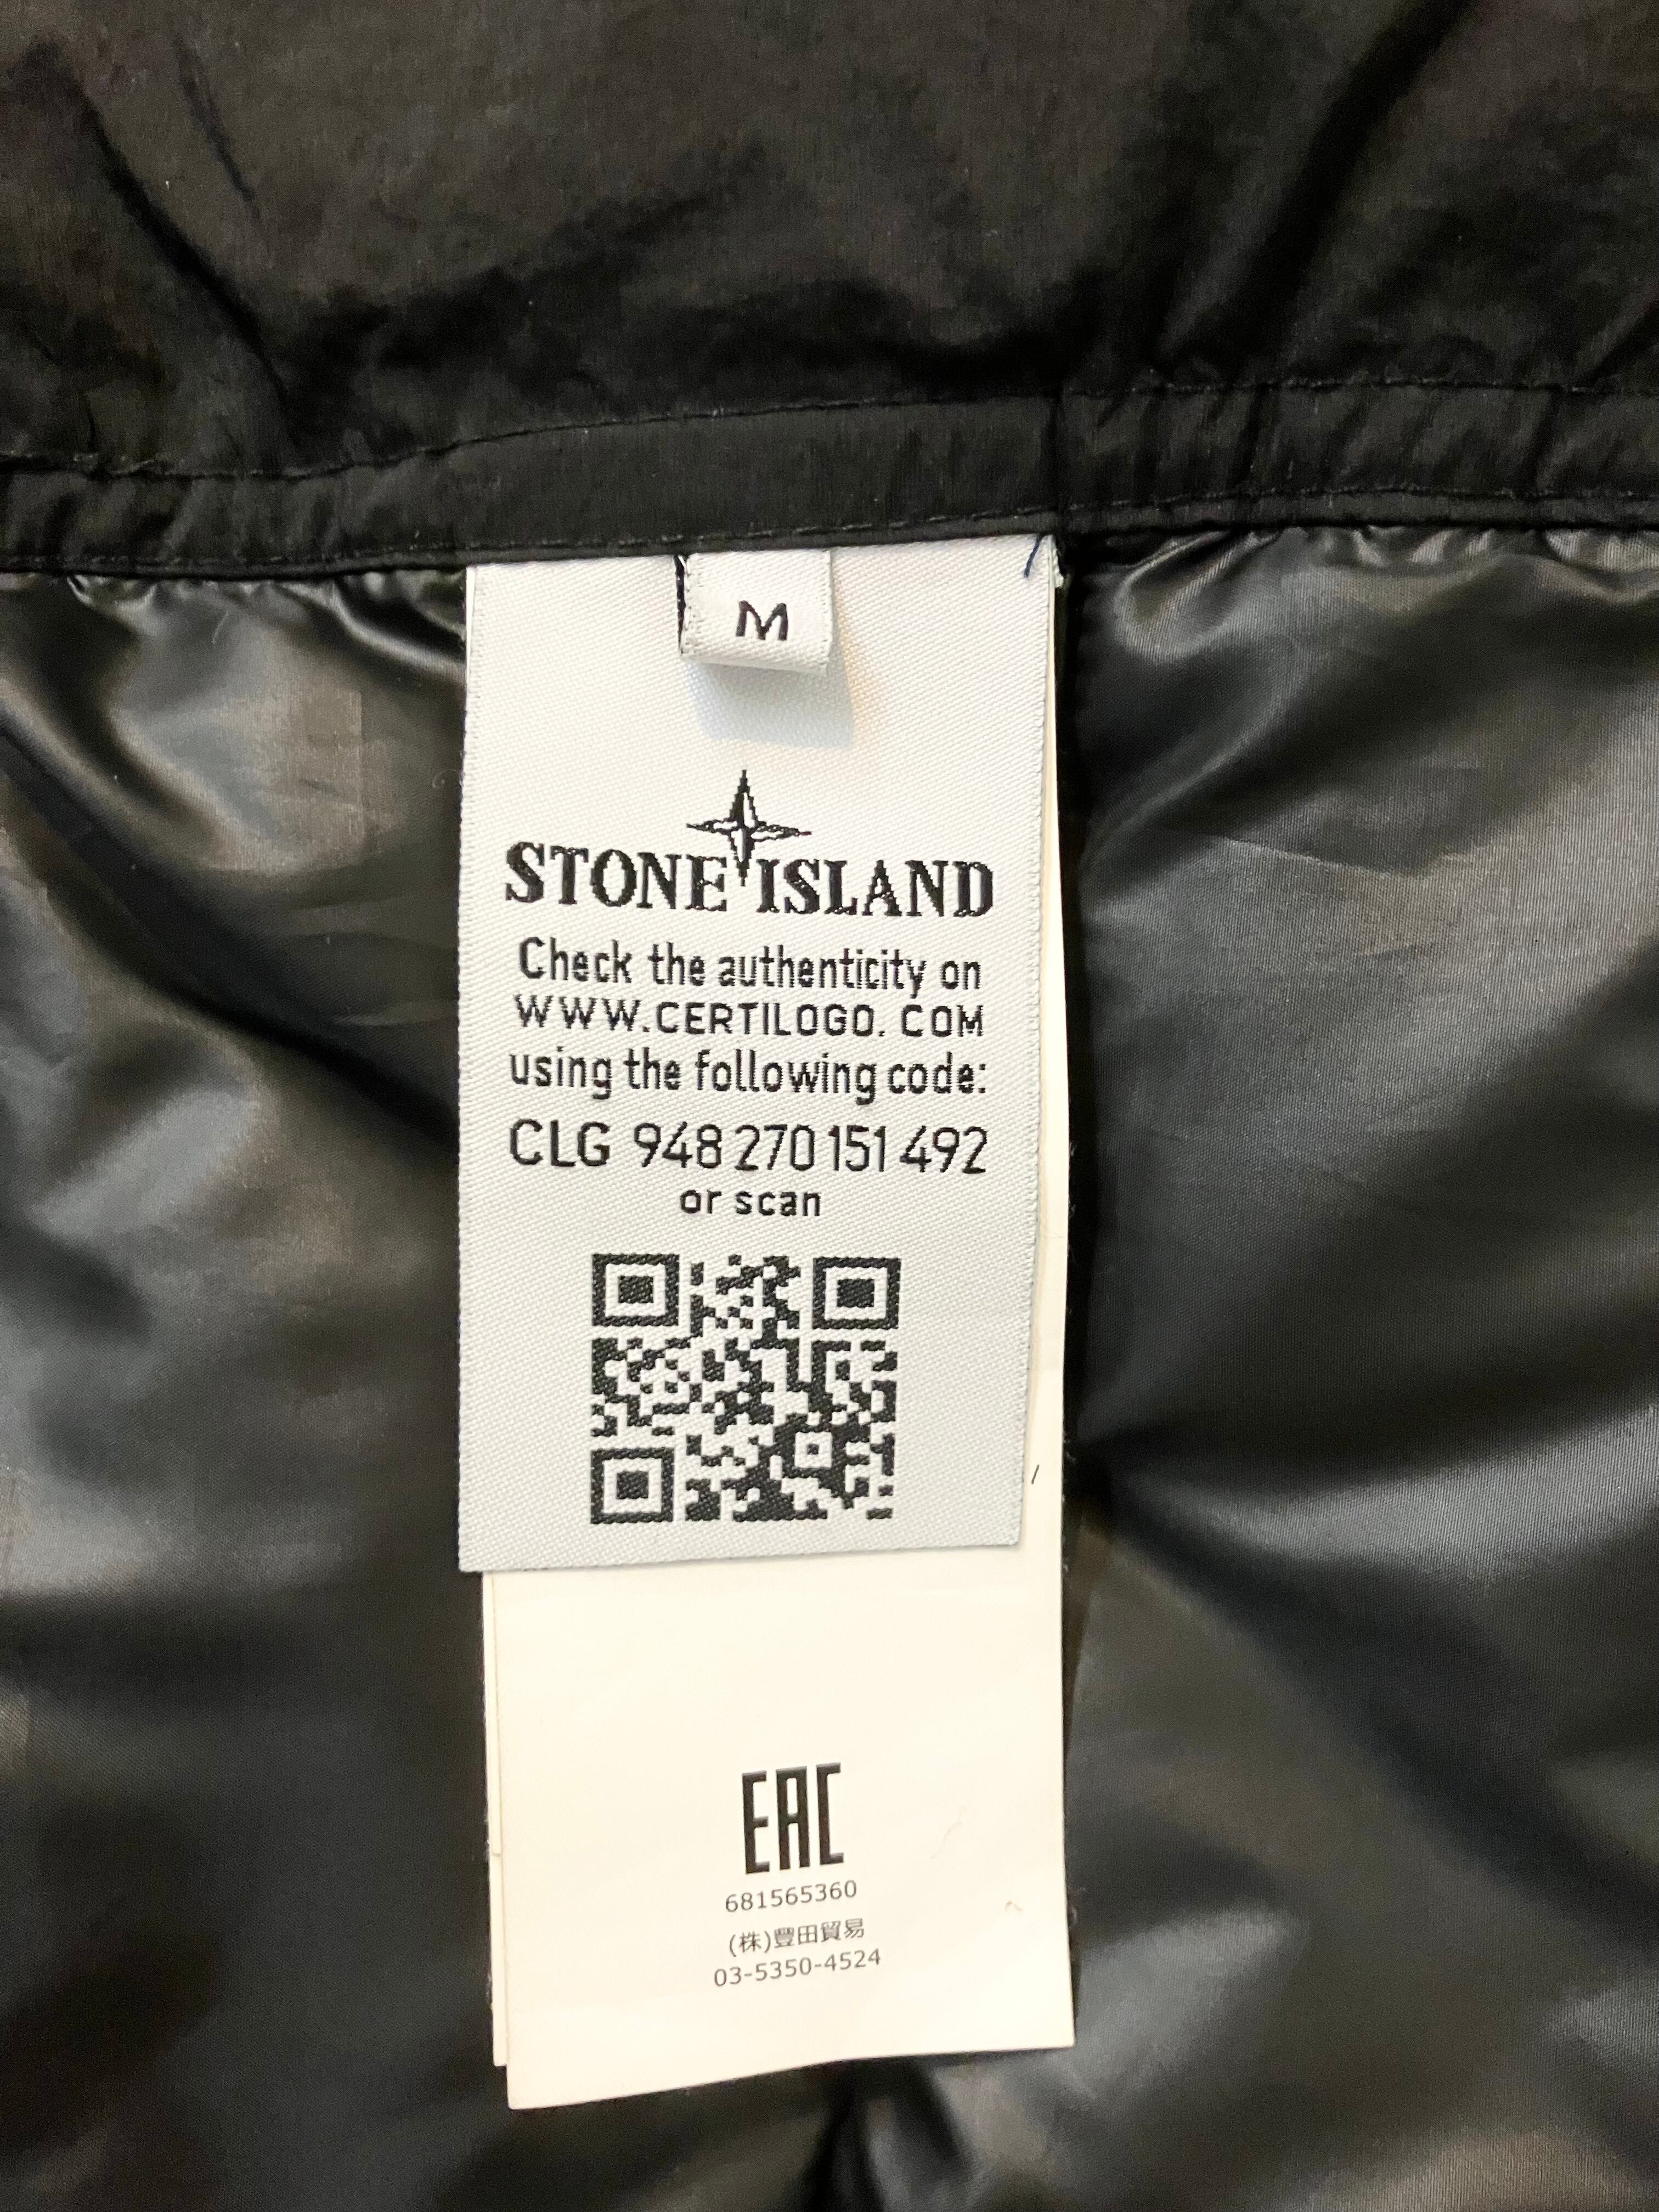 M
STONE ISLAND
Check the authenticity on
WWW.CERTILOGO.COM
using the following code:
CLG 948 270 151 492
or scan
EAC
681565360
(株)豊田貿易
03-5350-4524